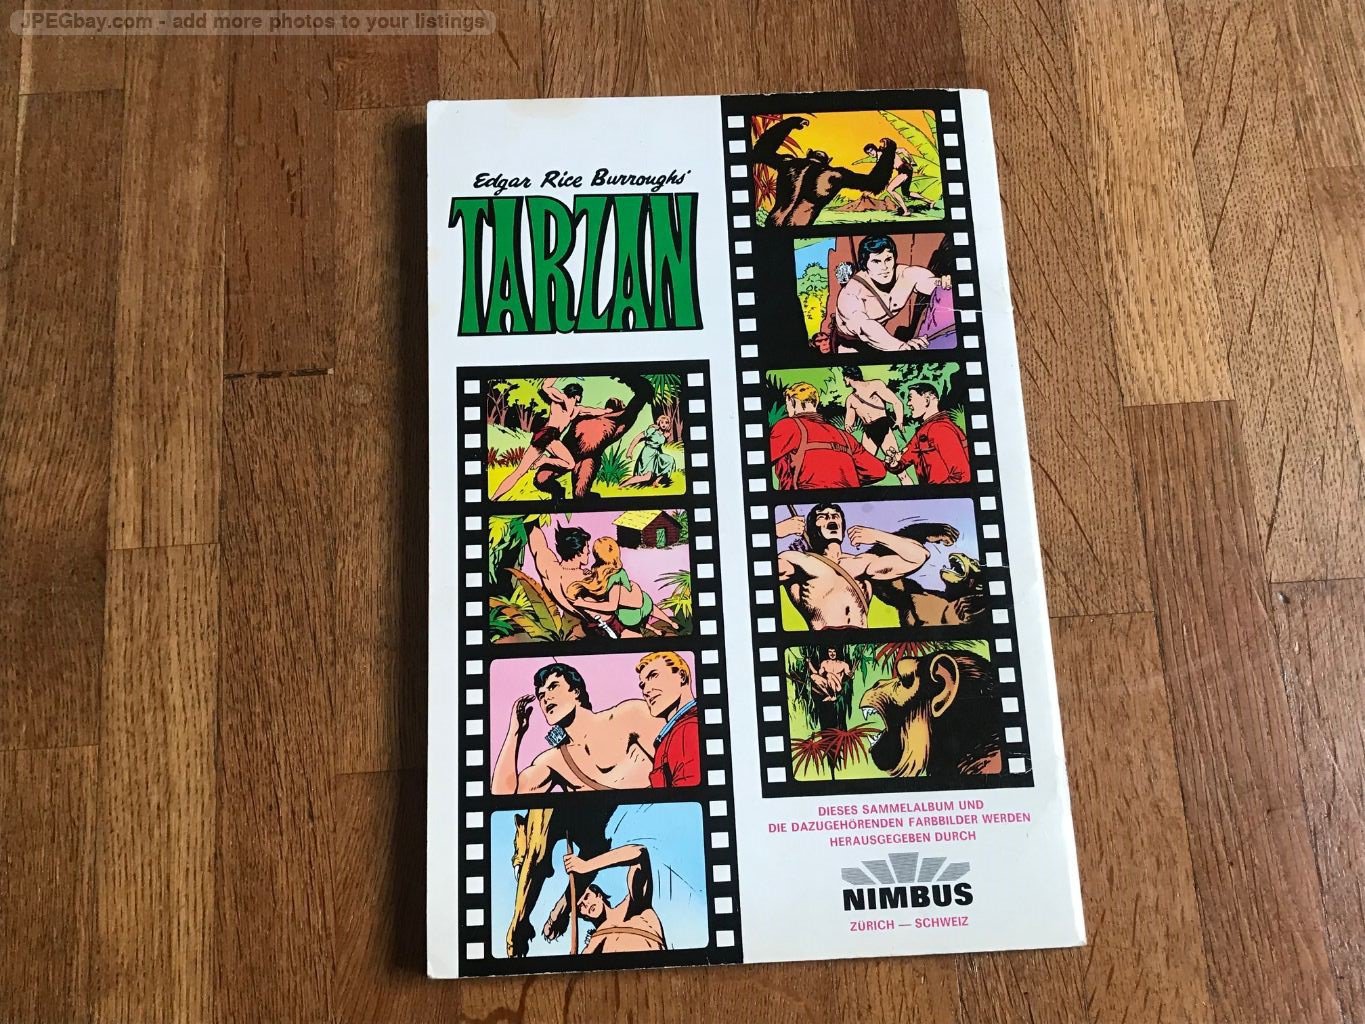 JPEGbay.com - add more photos to your listings
Edgar Rice Burroughs'
TARZAN
DIESES SAMMELALBUM UND
DIE DAZUGEHÖRENDEN FARBBILDER WERDEN
HERAUSGEGEBEN DURCH
NIMBUS
ZÜRICH — SCHWEIZ